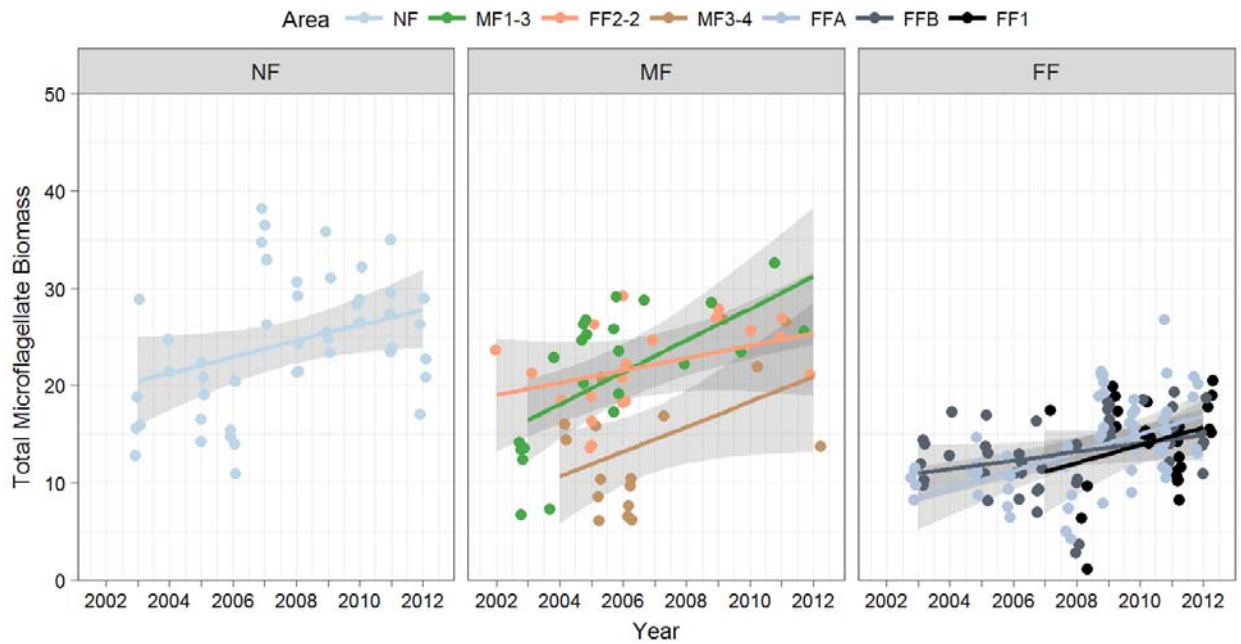 Area NF MF1-3 FF2-2 MF3-4 FFA FFB FF1
NF MF FF
Total Microflagellate Biomass
50
40
30
20
10
0
2002 2004 2006 2008 2010 2012 2002 2004 2006 2008 2010 2012 2002 2004 2006 2008 2010 2012
Year